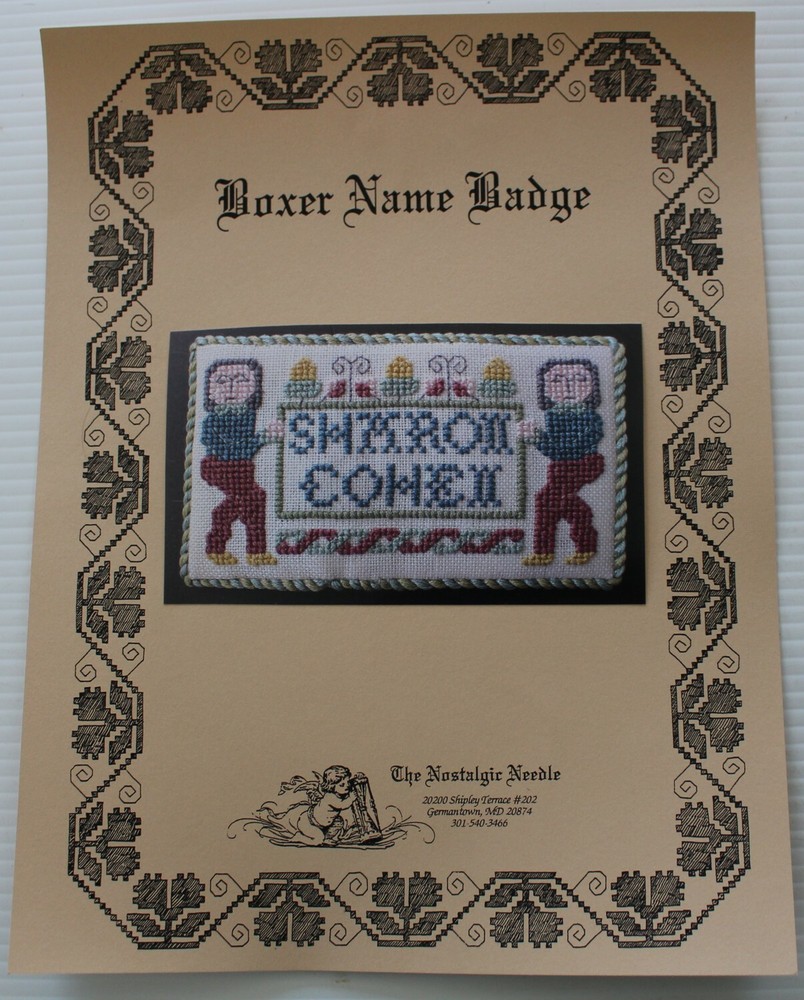 Boxer Name Badge
SHARON
COHEN
The Nostalgic Needle
20200 Shipley Terrace #202
Germantown, MD 20874
301-540-3466